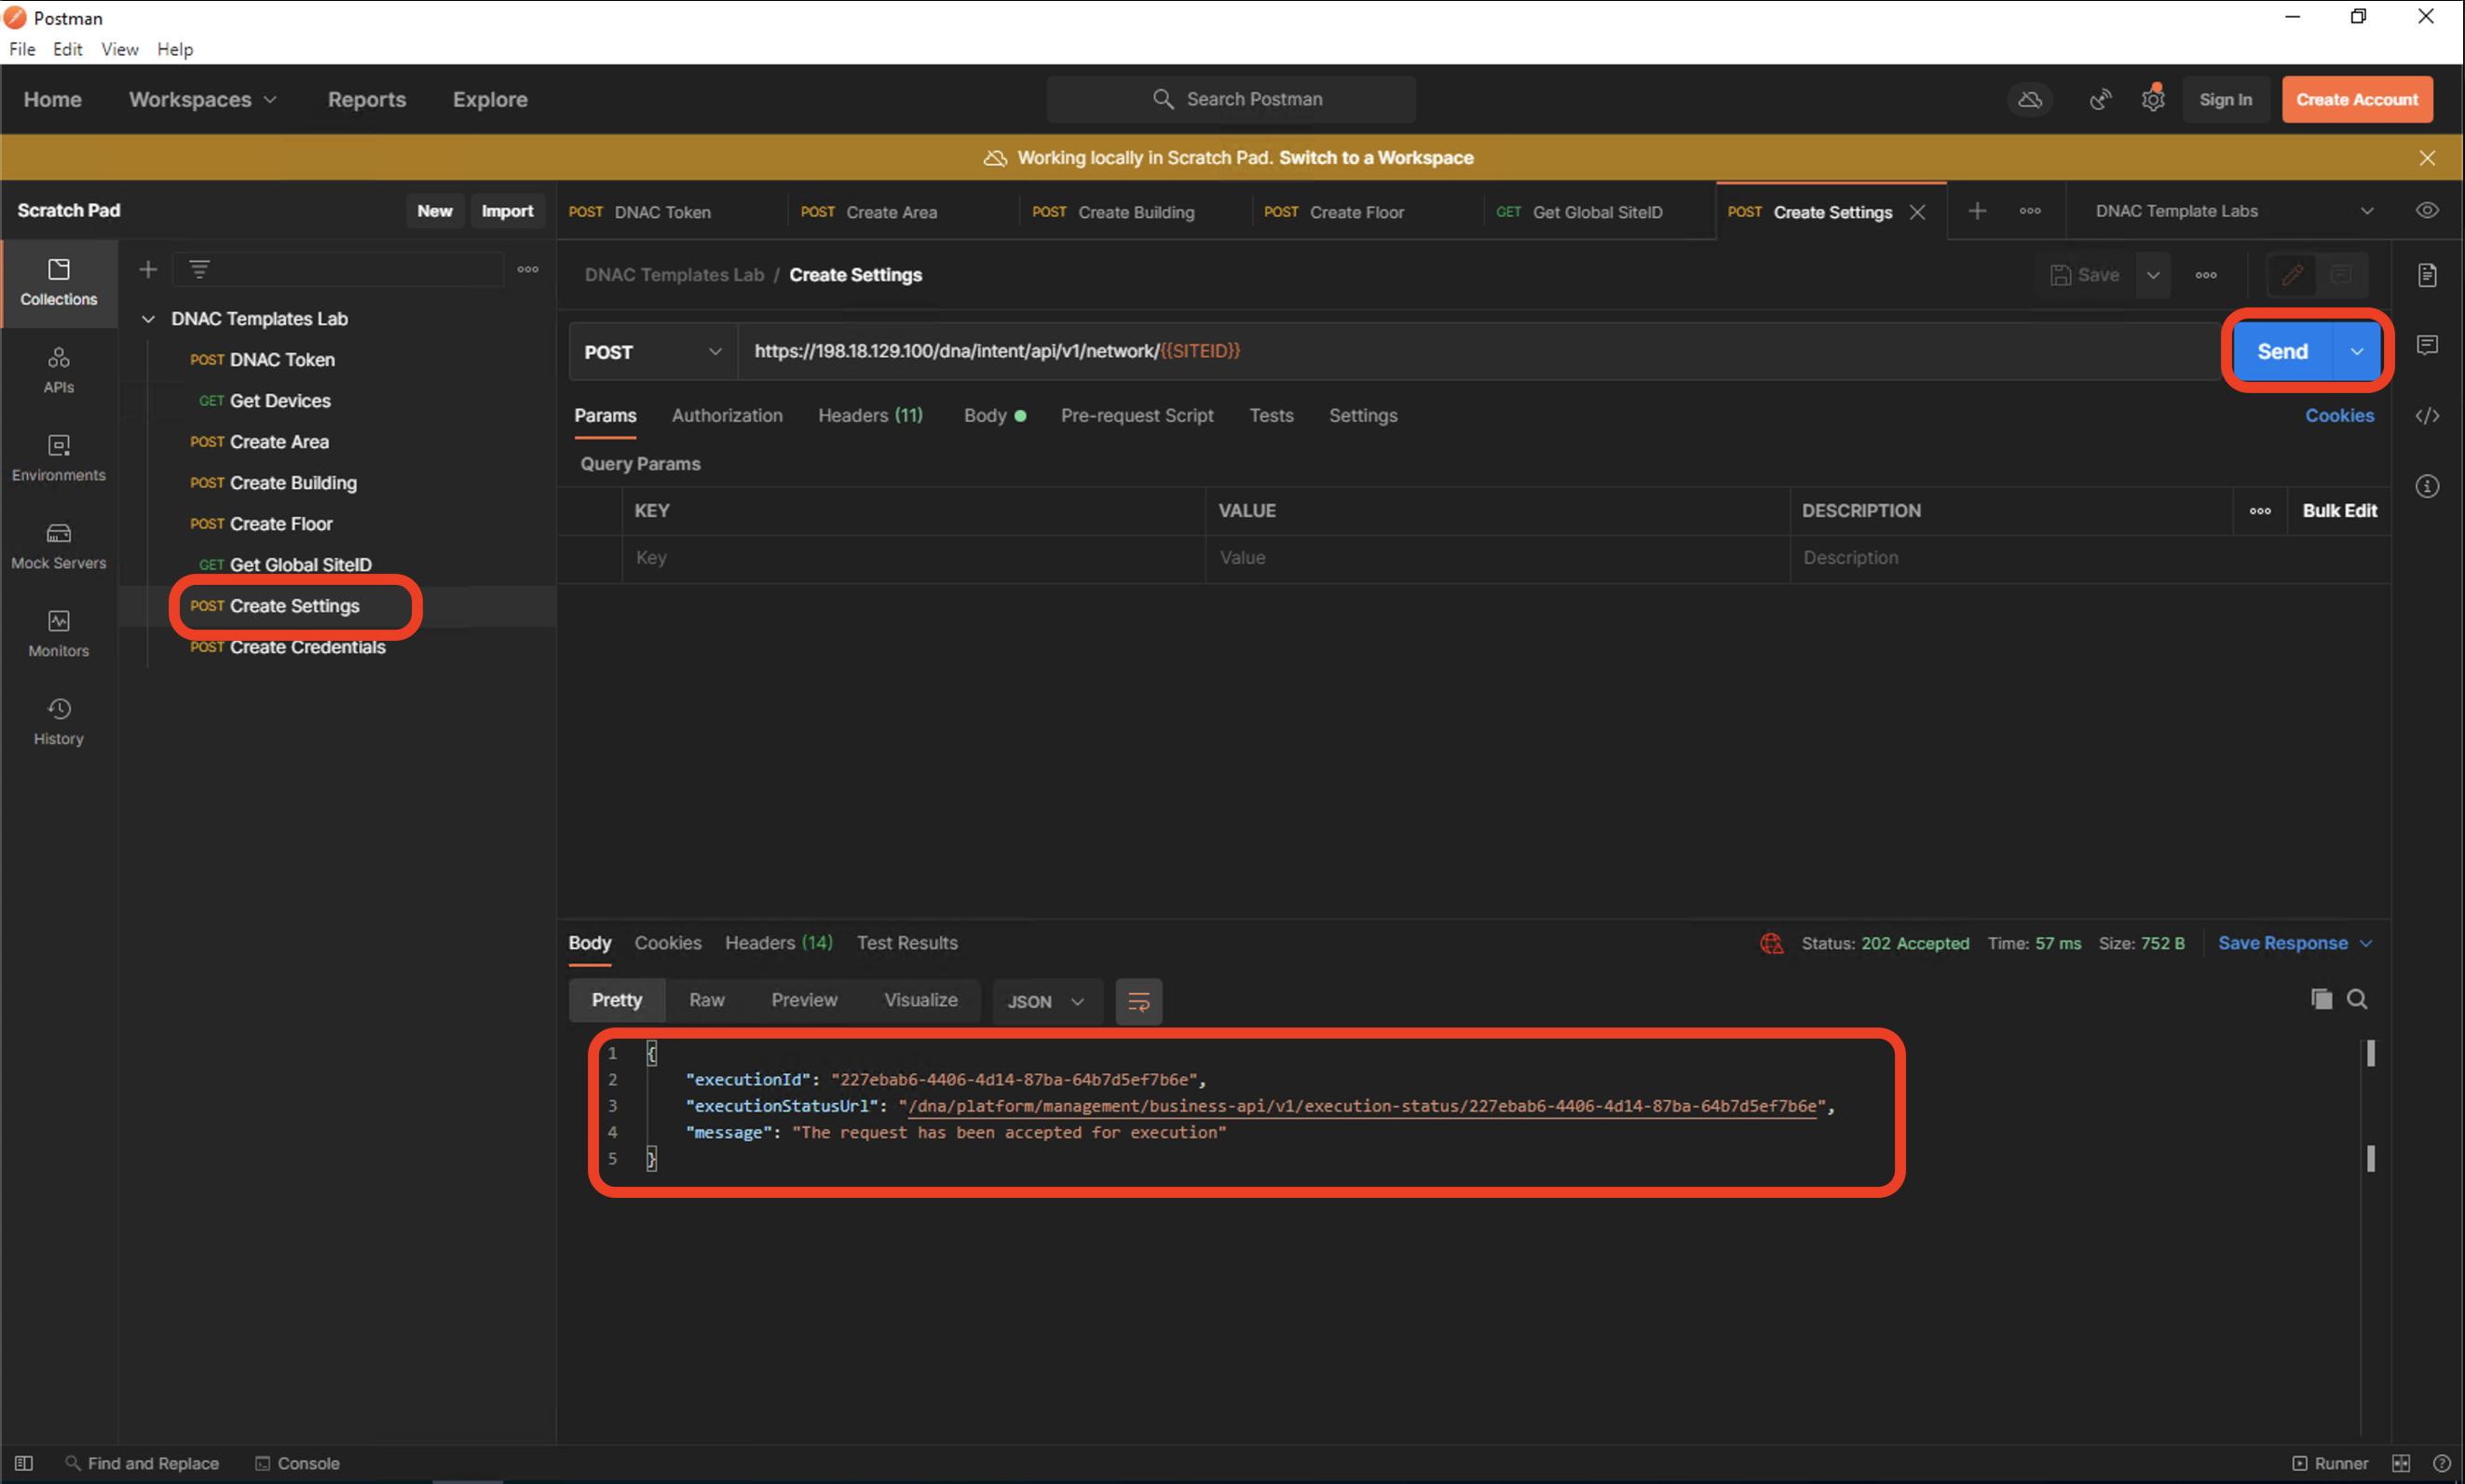 Postman
File Edit View Help
Home Workspaces Reports Explore Search Postman Sign In Create Account
Working locally in Scratch Pad. Switch to a Workspace
Scratch Pad New Import
POST DNAC Token POST Create Area POST Create Building POST Create Floor GET Get Global SiteID POST Create Settings DNAC Template Labs
Collections
APIs
Environments
Mock Servers
Monitors
History
DNAC Templates Lab
POST DNAC Token
GET Get Devices
POST Create Area
POST Create Building
POST Create Floor
GET Get Global SiteID
POST Create Settings
POST Create Credentials
DNAC Templates Lab / Create Settings Save
POST https://198.18.129.100/dna/intent/api/v1/network/{{SITEID}} Send
Params Authorization Headers (11) Body Pre-request Script Tests Settings Cookies
Query Params
KEY VALUE DESCRIPTION Bulk Edit
Key Value Description
Body Cookies Headers (14) Test Results Status: 202 Accepted Time: 57 ms Size: 752 B Save Response
Pretty Raw Preview Visualize JSON
1 {
2 "executionId": "227ebab6-4406-4d14-87ba-64b7d5ef7b6e",
3 "executionStatusUrl": "/dna/platform/management/business-api/v1/execution-status/227ebab6-4406-4d14-87ba-64b7d5ef7b6e",
4 "message": "The request has been accepted for execution"
5 }
Find and Replace Console Runner